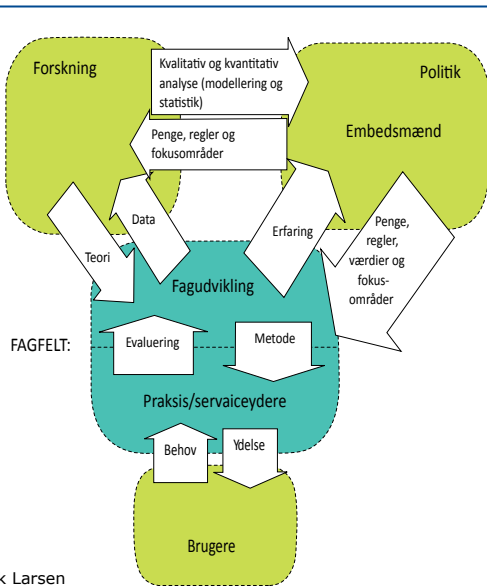 Forskning
Kvalitativ og kvantitativ
analyse (modellering og
statistik)
Politik
Embedsmænd
Penge, regler og
fokusområder
Teori
Data
Erfaring
Penge,
regler,
værdier og
fokus-
områder
Fagudvikling
FAGFELT:
Evaluering
Metode
Praksis/servaiceydere
Behov
Ydelse
Brugere
k Larsen